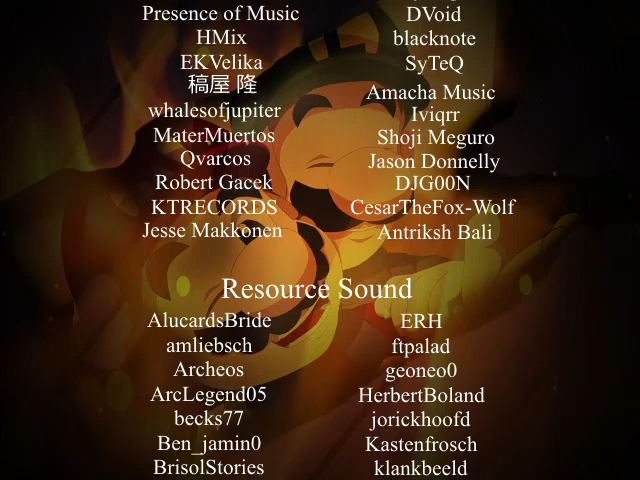 Presence of Music
HMix
EKVelika
稿屋 隆
whalesofjupiter
MaterMuertos
Qvarcos
Robert Gacek
KTRECORDS
Jesse Makkonen
DVoid
blacknote
SyTeQ
Amacha Music
Iviqrr
Shoji Meguro
Jason Donnelly
DJG00N
CesarTheFox-Wolf
Antriksh Bali
Resource Sound
AlucardsBride
amliebsch
Archeos
ArcLegend05
becks77
Ben_jamin0
BrisolStories
ERH
ftpalad
geoneo0
HerbertBoland
jorickhoofd
Kastenfrosch
klankbeeld